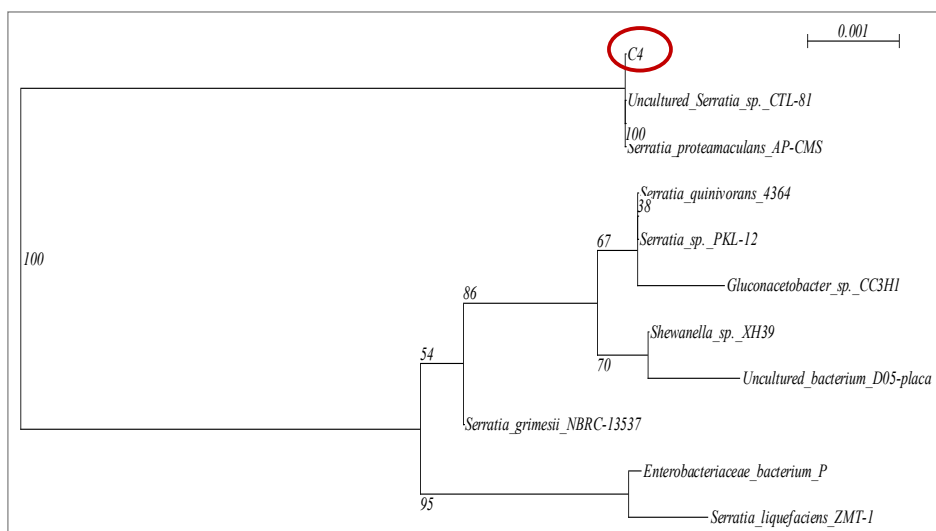 0.001
C4
Uncultured_Serratia_sp._CTL-81
100
Serratia_proteamaculans_AP-CMS
Serratia_quinivorans_4364
38
67
Serratia_sp._PKL-12
100
Gluconacetobacter_sp._CC3H1
86
Shewanella_sp._XH39
54
70
Uncultured_bacterium_D05-placa
Serratia_grimesii_NBRC-13537
Enterobacteriaceae_bacterium_P
95
Serratia_liquefaciens_ZMT-1